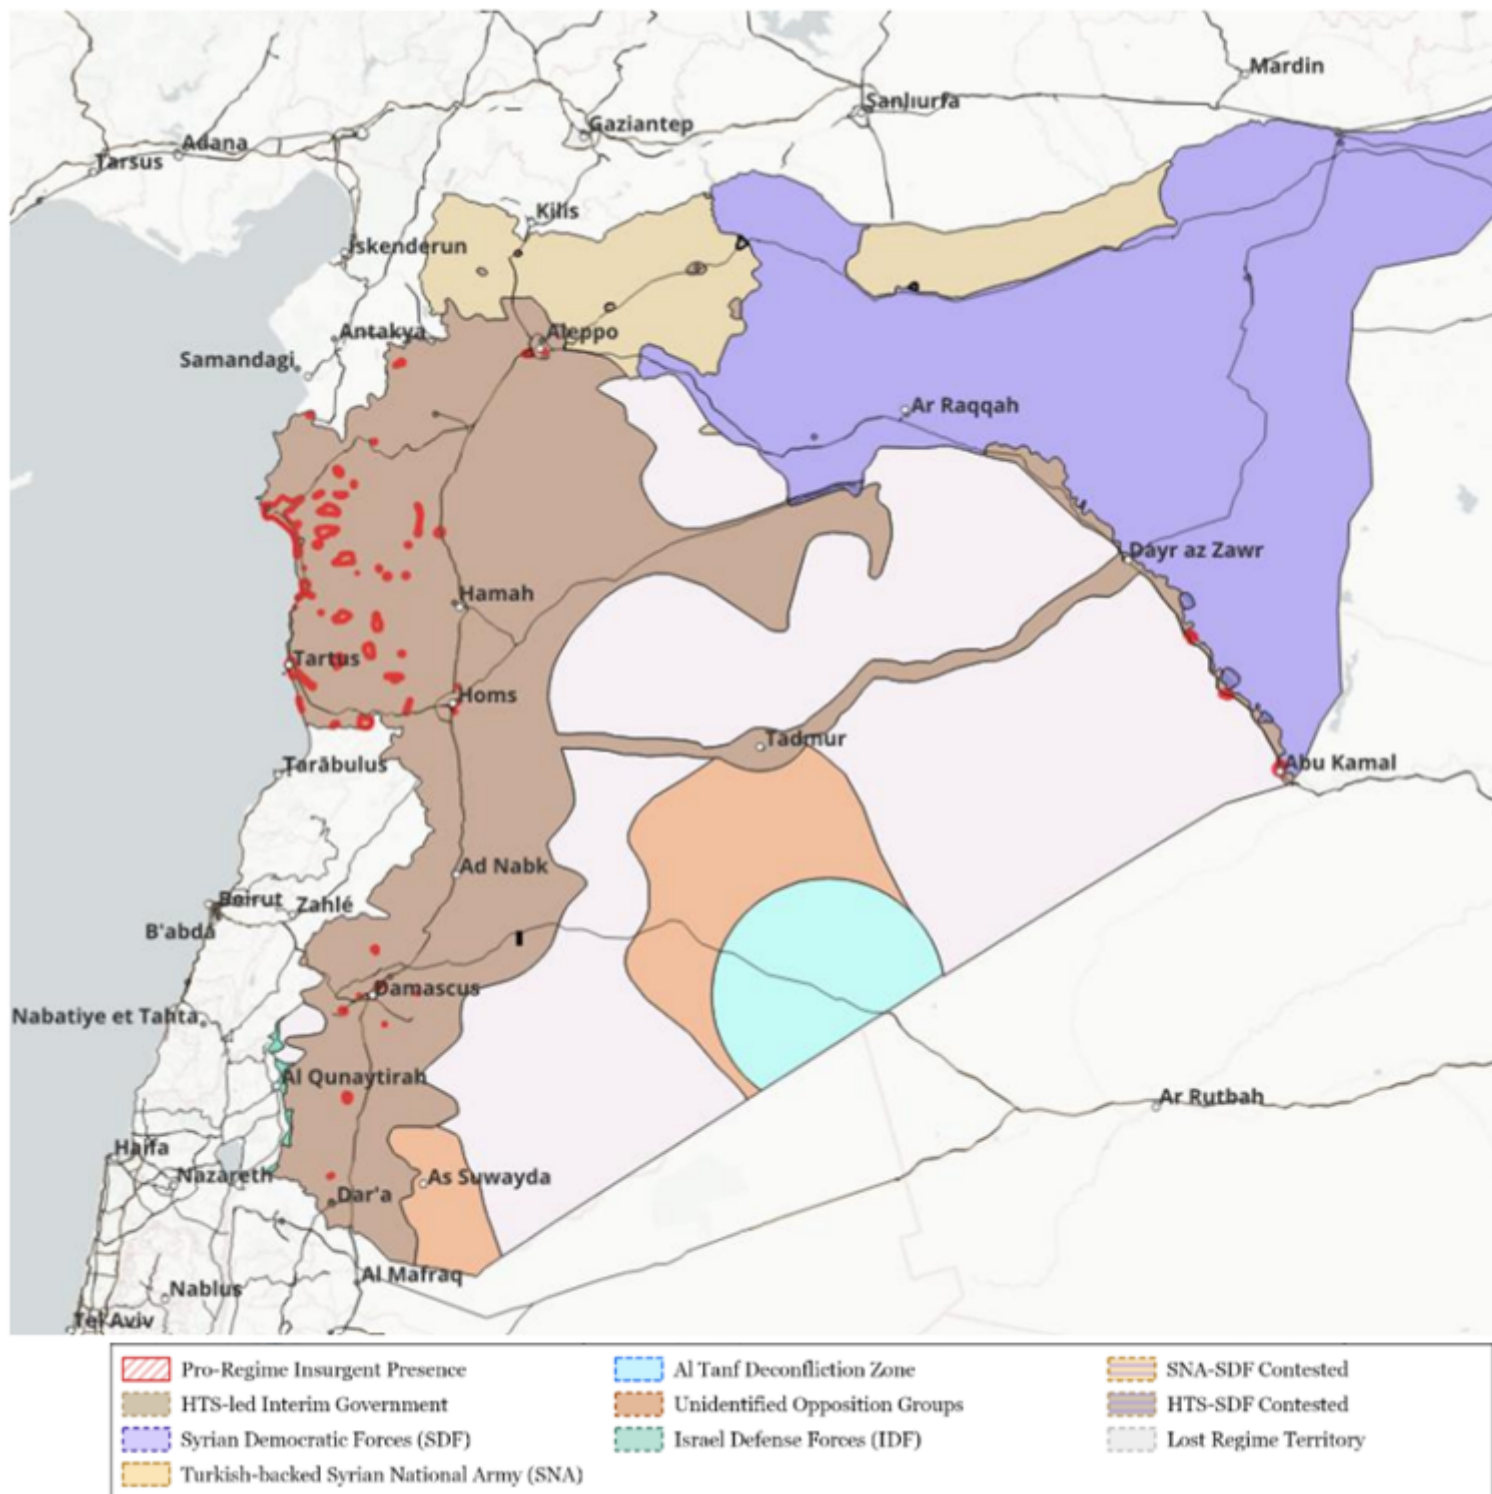 Mardin
Sanlıurfa
Gaziantep
Adana
Tarsus
Kilis
İskenderun
Antakya
Aleppo
Samandagi
Ar Raqqah
Dayr az Zawr
Hamah
Tartus
Homs
Tadmur
Abu Kamal
Tarābulus
Ad Nabk
Beirut
Zahlé
B'abdā
Damascus
Nabatiye et Tahta
Al Qunaytirah
Ar Rutbah
Haifa
Nazareth
As Suwayda
Dar'a
Al Mafraq
Nablus
Tel Aviv
Pro-Regime Insurgent Presence
HTS-led Interim Government
Syrian Democratic Forces (SDF)
Turkish-backed Syrian National Army (SNA)
Al Tanf Deconfliction Zone
Unidentified Opposition Groups
Israel Defense Forces (IDF)
SNA-SDF Contested
HTS-SDF Contested
Lost Regime Territory